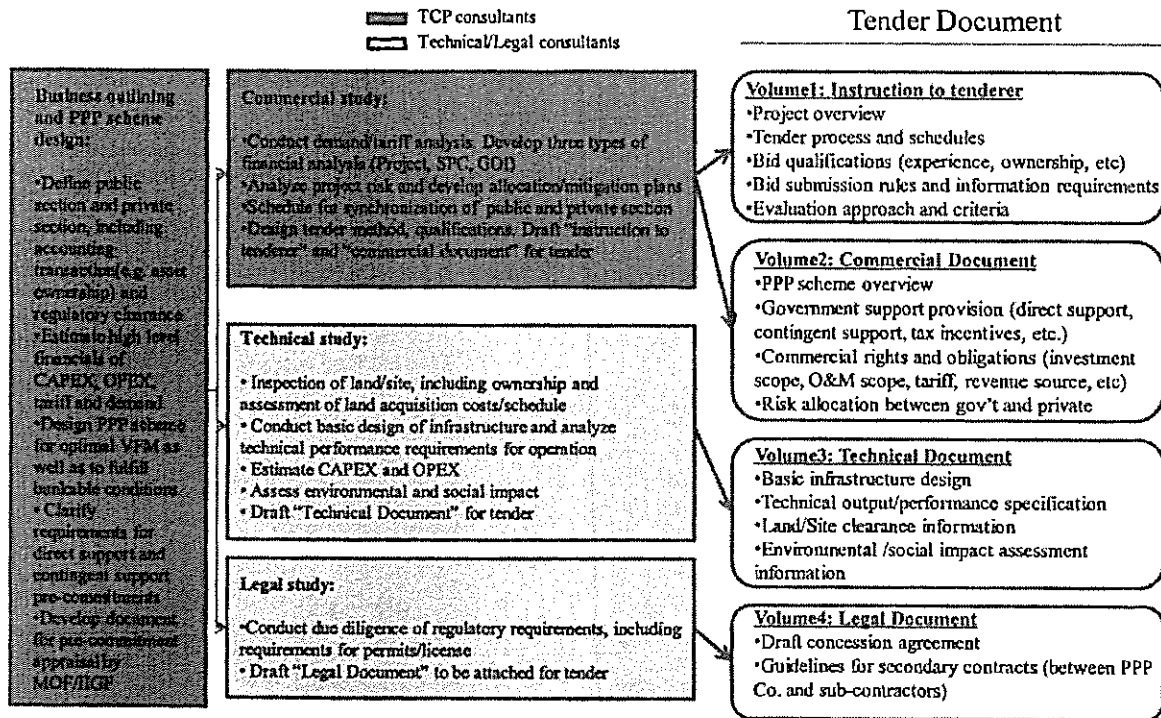 TCP consultants
Technical/Legal consultants
Tender Document
Business outlining
and PPP scheme
design:
•Define public
section and private
section, including
accounting
transaction(e.g. asset
ownership) and
regulatory clearance
•Estimate high level
financials of
CAPEX, OPEX,
tariff and demand
•Design PPP scheme
for optimal VFM as
well as to fulfill
bankable conditions
• Clarify
requirements for
direct support and
contingent support
pre-commitments
•Develop document
for pre-commitment
appraisal by
MOF/IIGF
Commercial study:
•Conduct demand/tariff analysis. Develop three types of
financial analysis (Project, SPC, GOI)
•Analyze project risk and develop allocation/mitigation plans
•Schedule for synchronization of public and private section
•Design tender method, qualifications. Draft "instruction to
tenderer" and "commercial document" for tender
Technical study:
• Inspection of land/site, including ownership and
assessment of land acquisition costs/schedule
• Conduct basic design of infrastructure and analyze
technical performance requirements for operation
• Estimate CAPEX and OPEX
• Assess environmental and social impact
• Draft "Technical Document" for tender
Legal study:
• Conduct due diligence of regulatory requirements, including
requirements for permits/license
• Draft "Legal Document" to be attached for tender
Volume1: Instruction to tenderer
•Project overview
•Tender process and schedules
•Bid qualifications (experience, ownership, etc)
•Bid submission rules and information requirements
•Evaluation approach and criteria
Volume2: Commercial Document
•PPP scheme overview
•Government support provision (direct support,
contingent support, tax incentives, etc.)
•Commercial rights and obligations (investment
scope, O&M scope, tariff, revenue source, etc)
•Risk allocation between gov't and private
Volume3: Technical Document
•Basic infrastructure design
•Technical output/performance specification
•Land/Site clearance information
•Environmental /social impact assessment
information
Volume4: Legal Document
•Draft concession agreement
•Guidelines for secondary contracts (between PPP
Co. and sub-contractors)